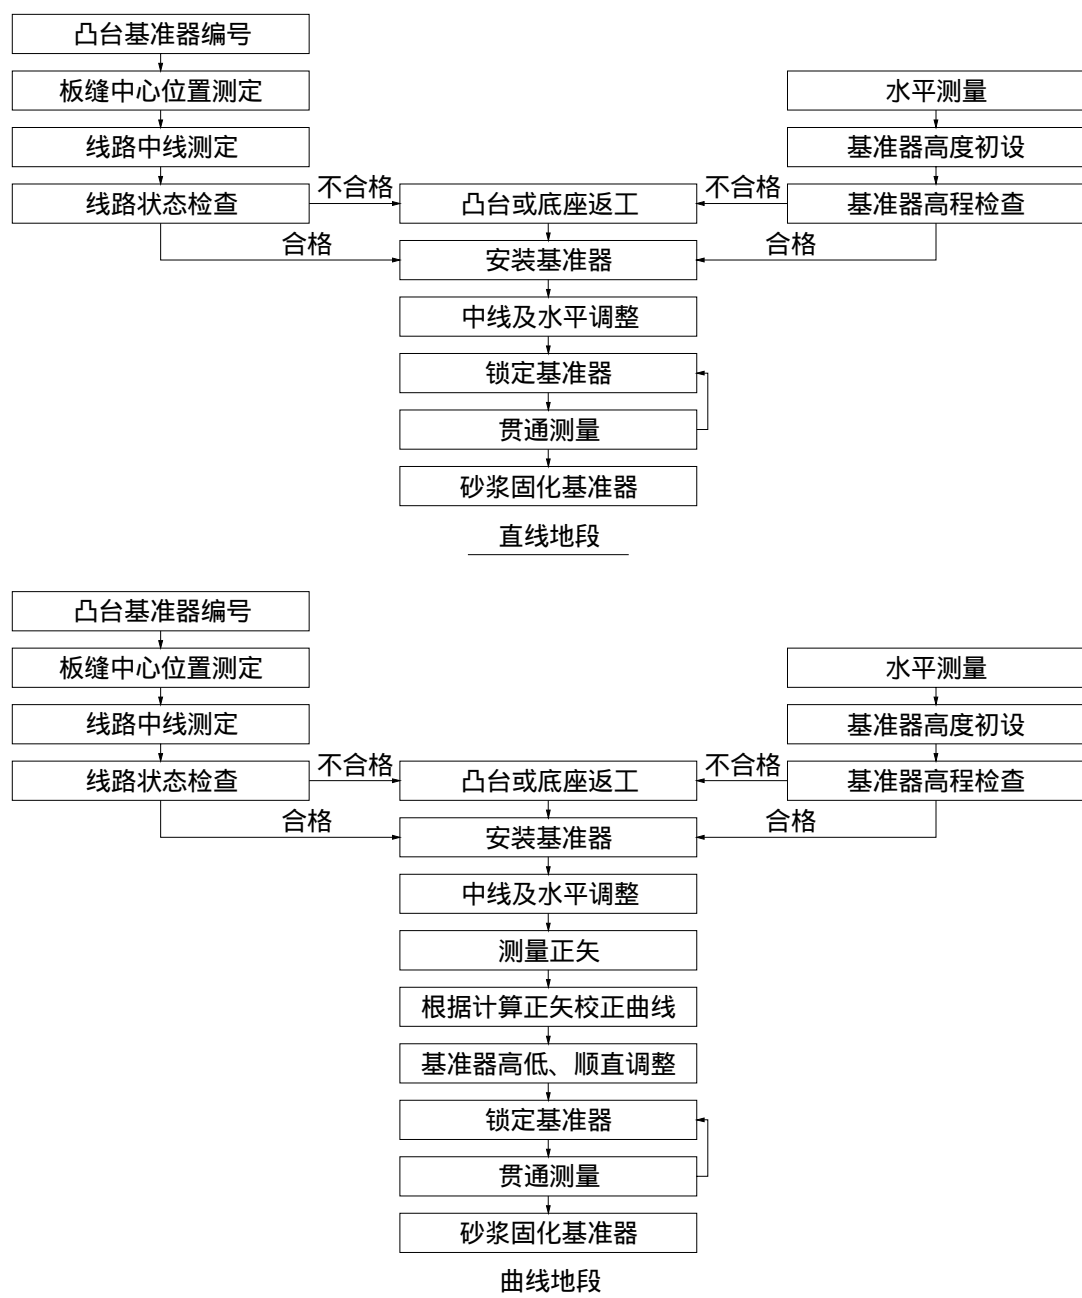 凸台基准器编号
板缝中心位置测定
水平测量
线路中线测定
基准器高度初设
线路状态检查
不合格
凸台或底座返工
不合格
基准器高程检查
合格
安装基准器
合格
中线及水平调整
锁定基准器
贯通测量
砂浆固化基准器
直线地段
凸台基准器编号
板缝中心位置测定
水平测量
线路中线测定
基准器高度初设
线路状态检查
不合格
凸台或底座返工
不合格
基准器高程检查
合格
安装基准器
合格
中线及水平调整
测量正矢
根据计算正矢校正曲线
基准器高低、顺直调整
锁定基准器
贯通测量
砂浆固化基准器
曲线地段